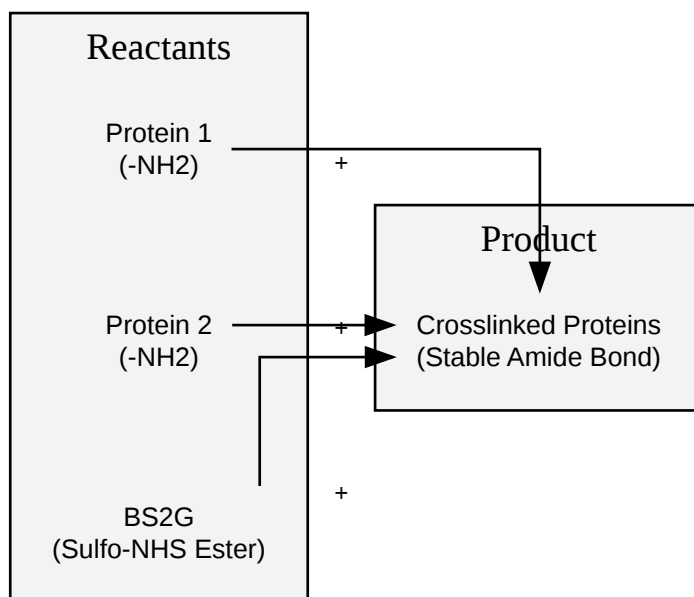 Reactants
Protein 1
(-NH2)
+
Product
Protein 2
(-NH2)
+
Crosslinked Proteins
(Stable Amide Bond)
+
BS2G
(Sulfo-NHS Ester)